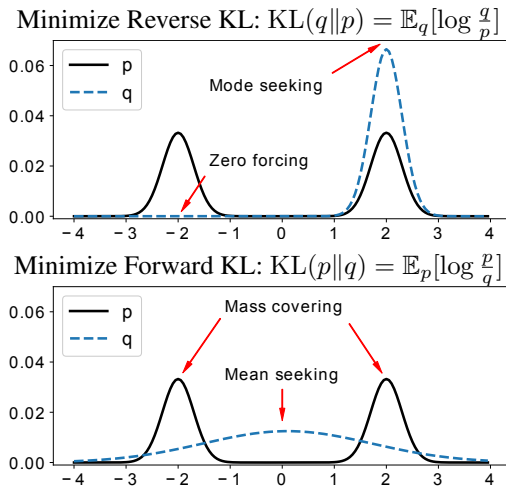 Minimize Reverse KL: KL(q∥p) = 𝔼_q[log q/p]
0.06
0.04
0.02
0.00
p
q
Mode seeking
Zero forcing
−4 −3 −2 −1 0 1 2 3 4
Minimize Forward KL: KL(p∥q) = 𝔼_p[log p/q]
0.06
0.04
0.02
0.00
p
q
Mass covering
Mean seeking
−4 −3 −2 −1 0 1 2 3 4